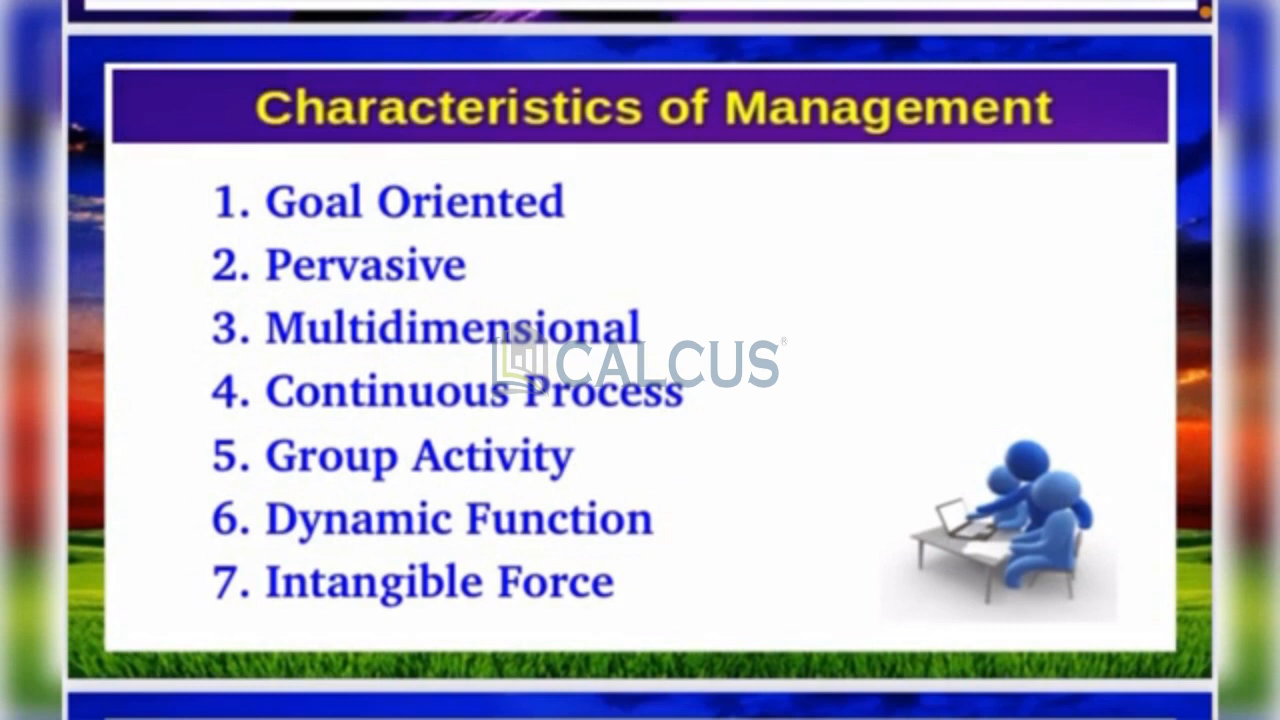 Characteristics of Management
1. Goal Oriented
2. Pervasive
3. Multidimensional
CALCUS®
4. Continuous Process
5. Group Activity
6. Dynamic Function
7. Intangible Force